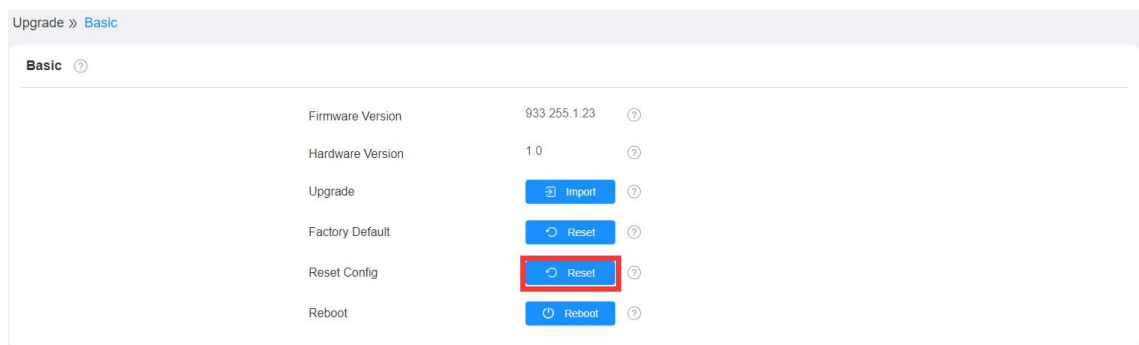 Upgrade » Basic
Basic ?
Firmware Version 933.255.1.23 ?
Hardware Version 1.0 ?
Upgrade Import ?
Factory Default Reset ?
Reset Config Reset ?
Reboot Reboot ?